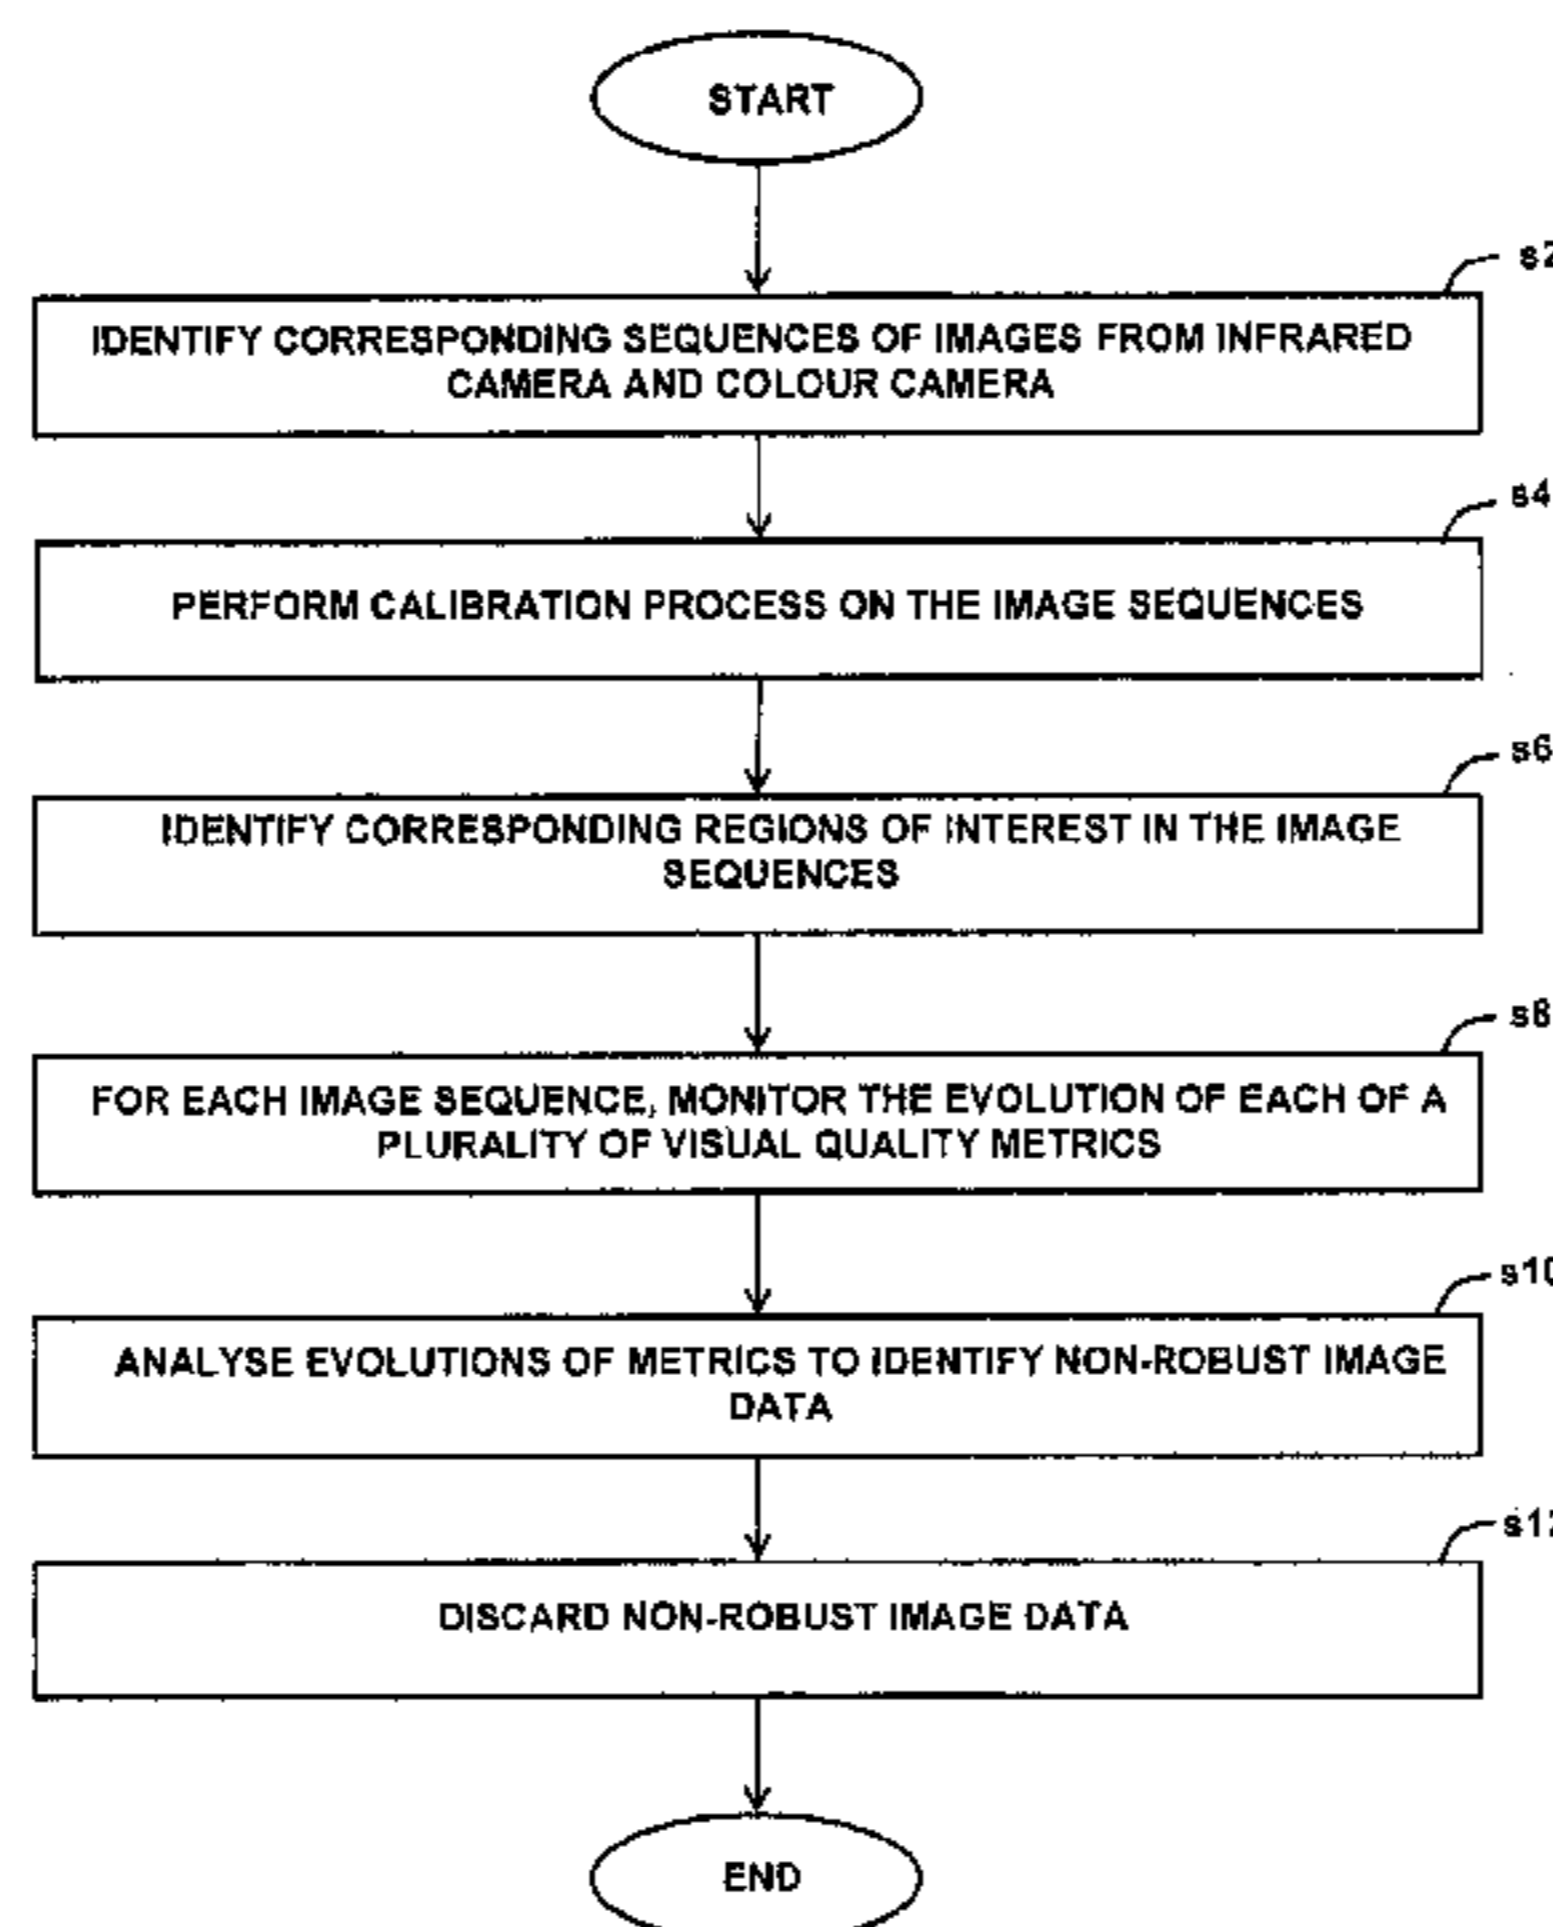 START
s2
IDENTIFY CORRESPONDING SEQUENCES OF IMAGES FROM INFRARED
CAMERA AND COLOUR CAMERA
s4
PERFORM CALIBRATION PROCESS ON THE IMAGE SEQUENCES
s6
IDENTIFY CORRESPONDING REGIONS OF INTEREST IN THE IMAGE
SEQUENCES
s8
FOR EACH IMAGE SEQUENCE, MONITOR THE EVOLUTION OF EACH OF A
PLURALITY OF VISUAL QUALITY METRICS
s10
ANALYSE EVOLUTIONS OF METRICS TO IDENTIFY NON-ROBUST IMAGE
DATA
s12
DISCARD NON-ROBUST IMAGE DATA
END